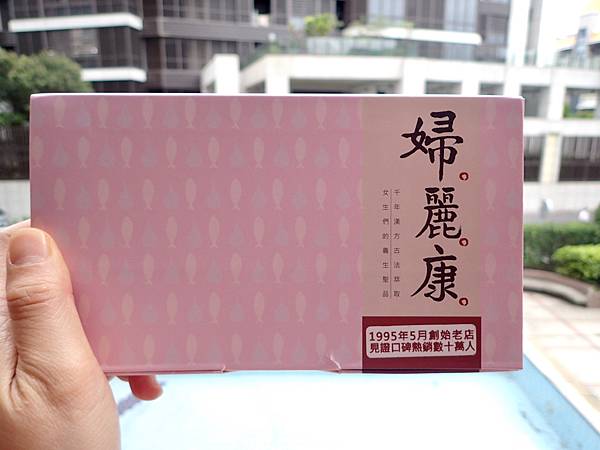 婦麗康
千年漢方古法萃取
女生們的養生聖品
1995年5月創始老店
見證口碑熱銷數十萬人